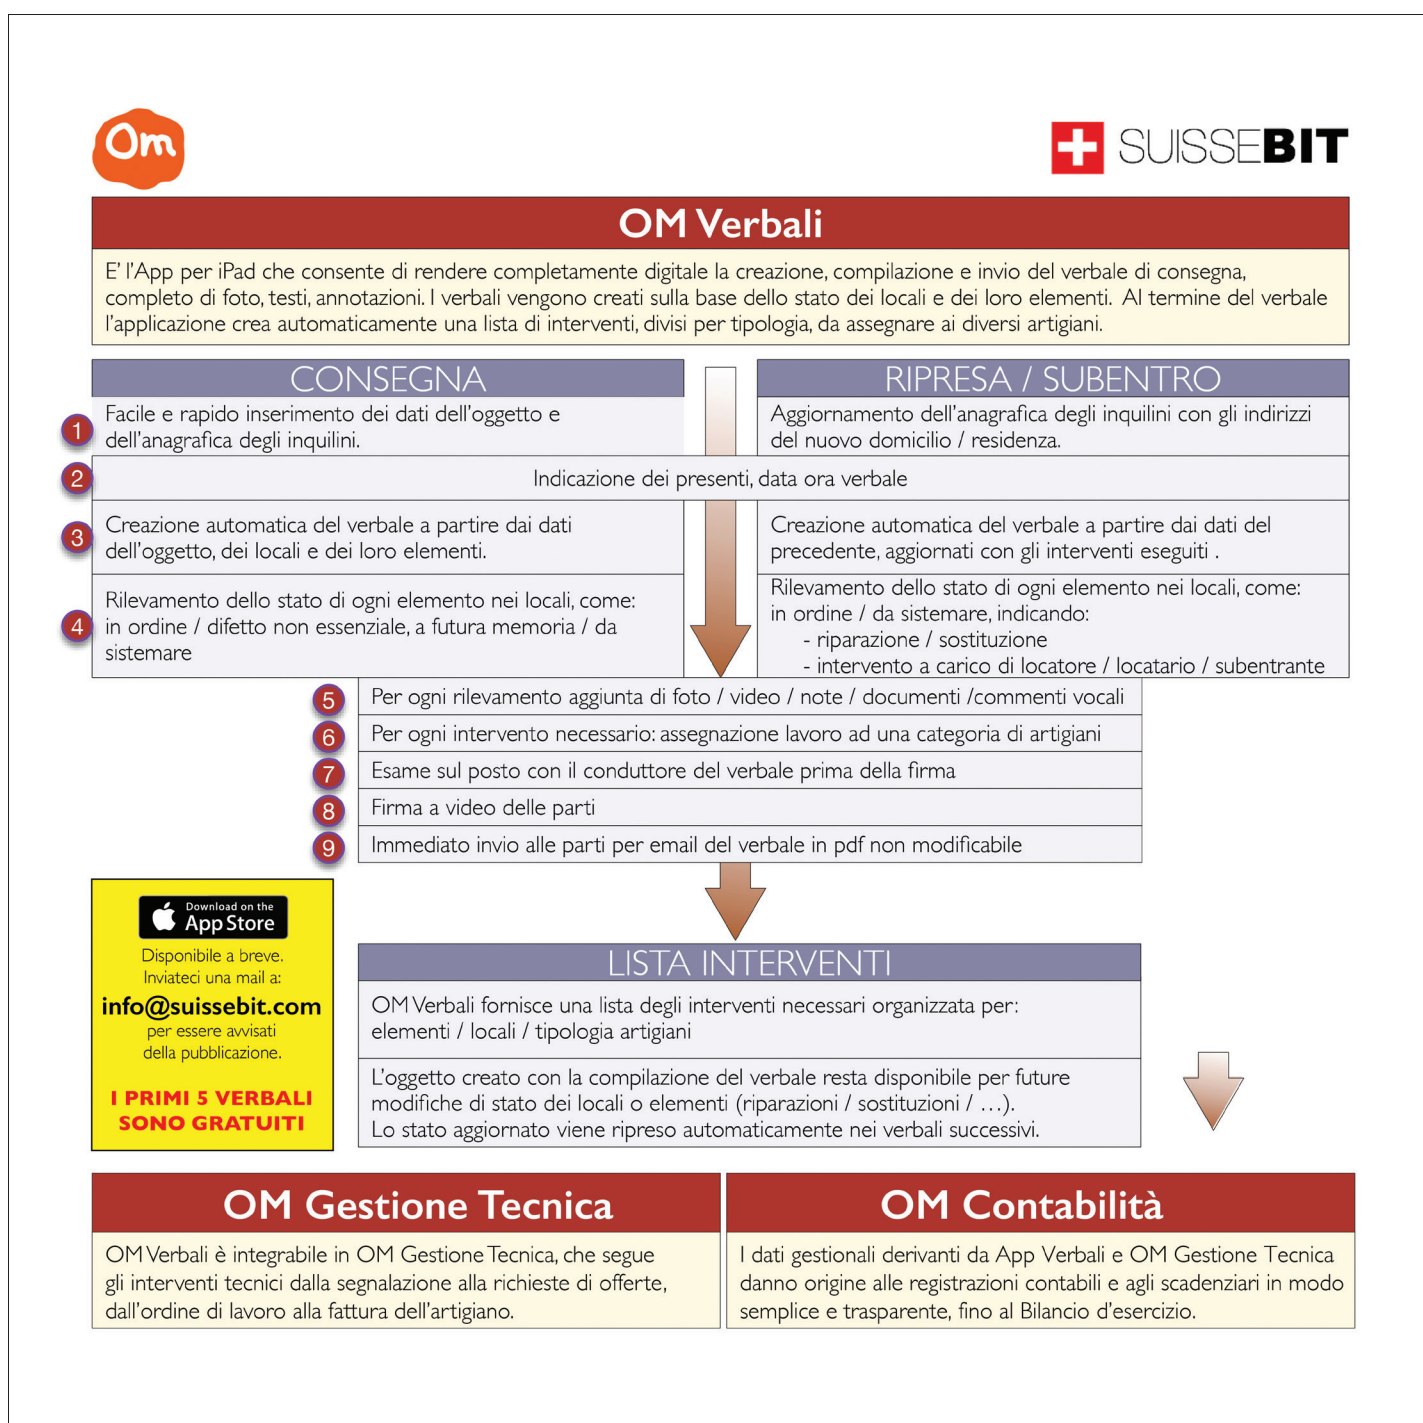 Om
SUISSEBIT
OM Verbali
E' l'App per iPad che consente di rendere completamente digitale la creazione, compilazione e invio del verbale di consegna,
completo di foto, testi, annotazioni. I verbali vengono creati sulla base dello stato dei locali e dei loro elementi. Al termine del verbale
l'applicazione crea automaticamente una lista di interventi, divisi per tipologia, da assegnare ai diversi artigiani.
CONSEGNA
RIPRESA / SUBENTRO
1
Facile e rapido inserimento dei dati dell'oggetto e
dell'anagrafica degli inquilini.
Aggiornamento dell'anagrafica degli inquilini con gli indirizzi
del nuovo domicilio / residenza.
2
Indicazione dei presenti, data ora verbale
3
Creazione automatica del verbale a partire dai dati
dell'oggetto, dei locali e dei loro elementi.
Creazione automatica del verbale a partire dai dati del
precedente, aggiornati con gli interventi eseguiti .
4
Rilevamento dello stato di ogni elemento nei locali, come:
in ordine / difetto non essenziale, a futura memoria / da
sistemare
Rilevamento dello stato di ogni elemento nei locali, come:
in ordine / da sistemare, indicando:
- riparazione / sostituzione
- intervento a carico di locatore / locatario / subentrante
5 Per ogni rilevamento aggiunta di foto / video / note / documenti /commenti vocali
6 Per ogni intervento necessario: assegnazione lavoro ad una categoria di artigiani
7 Esame sul posto con il conduttore del verbale prima della firma
8 Firma a video delle parti
9 Immediato invio alle parti per email del verbale in pdf non modificabile
Download on the
App Store
Disponibile a breve.
Inviateci una mail a:
info@suissebit.com
per essere avvisati
della pubblicazione.
I PRIMI 5 VERBALI
SONO GRATUITI
LISTA INTERVENTI
OM Verbali fornisce una lista degli interventi necessari organizzata per:
elementi / locali / tipologia artigiani
L'oggetto creato con la compilazione del verbale resta disponibile per future
modifiche di stato dei locali o elementi (riparazioni / sostituzioni / ...).
Lo stato aggiornato viene ripreso automaticamente nei verbali successivi.
OM Gestione Tecnica
OM Verbali è integrabile in OM Gestione Tecnica, che segue
gli interventi tecnici dalla segnalazione alla richieste di offerte,
dall'ordine di lavoro alla fattura dell'artigiano.
OM Contabilità
I dati gestionali derivanti da App Verbali e OM Gestione Tecnica
danno origine alle registrazioni contabili e agli scadenziari in modo
semplice e trasparente, fino al Bilancio d'esercizio.